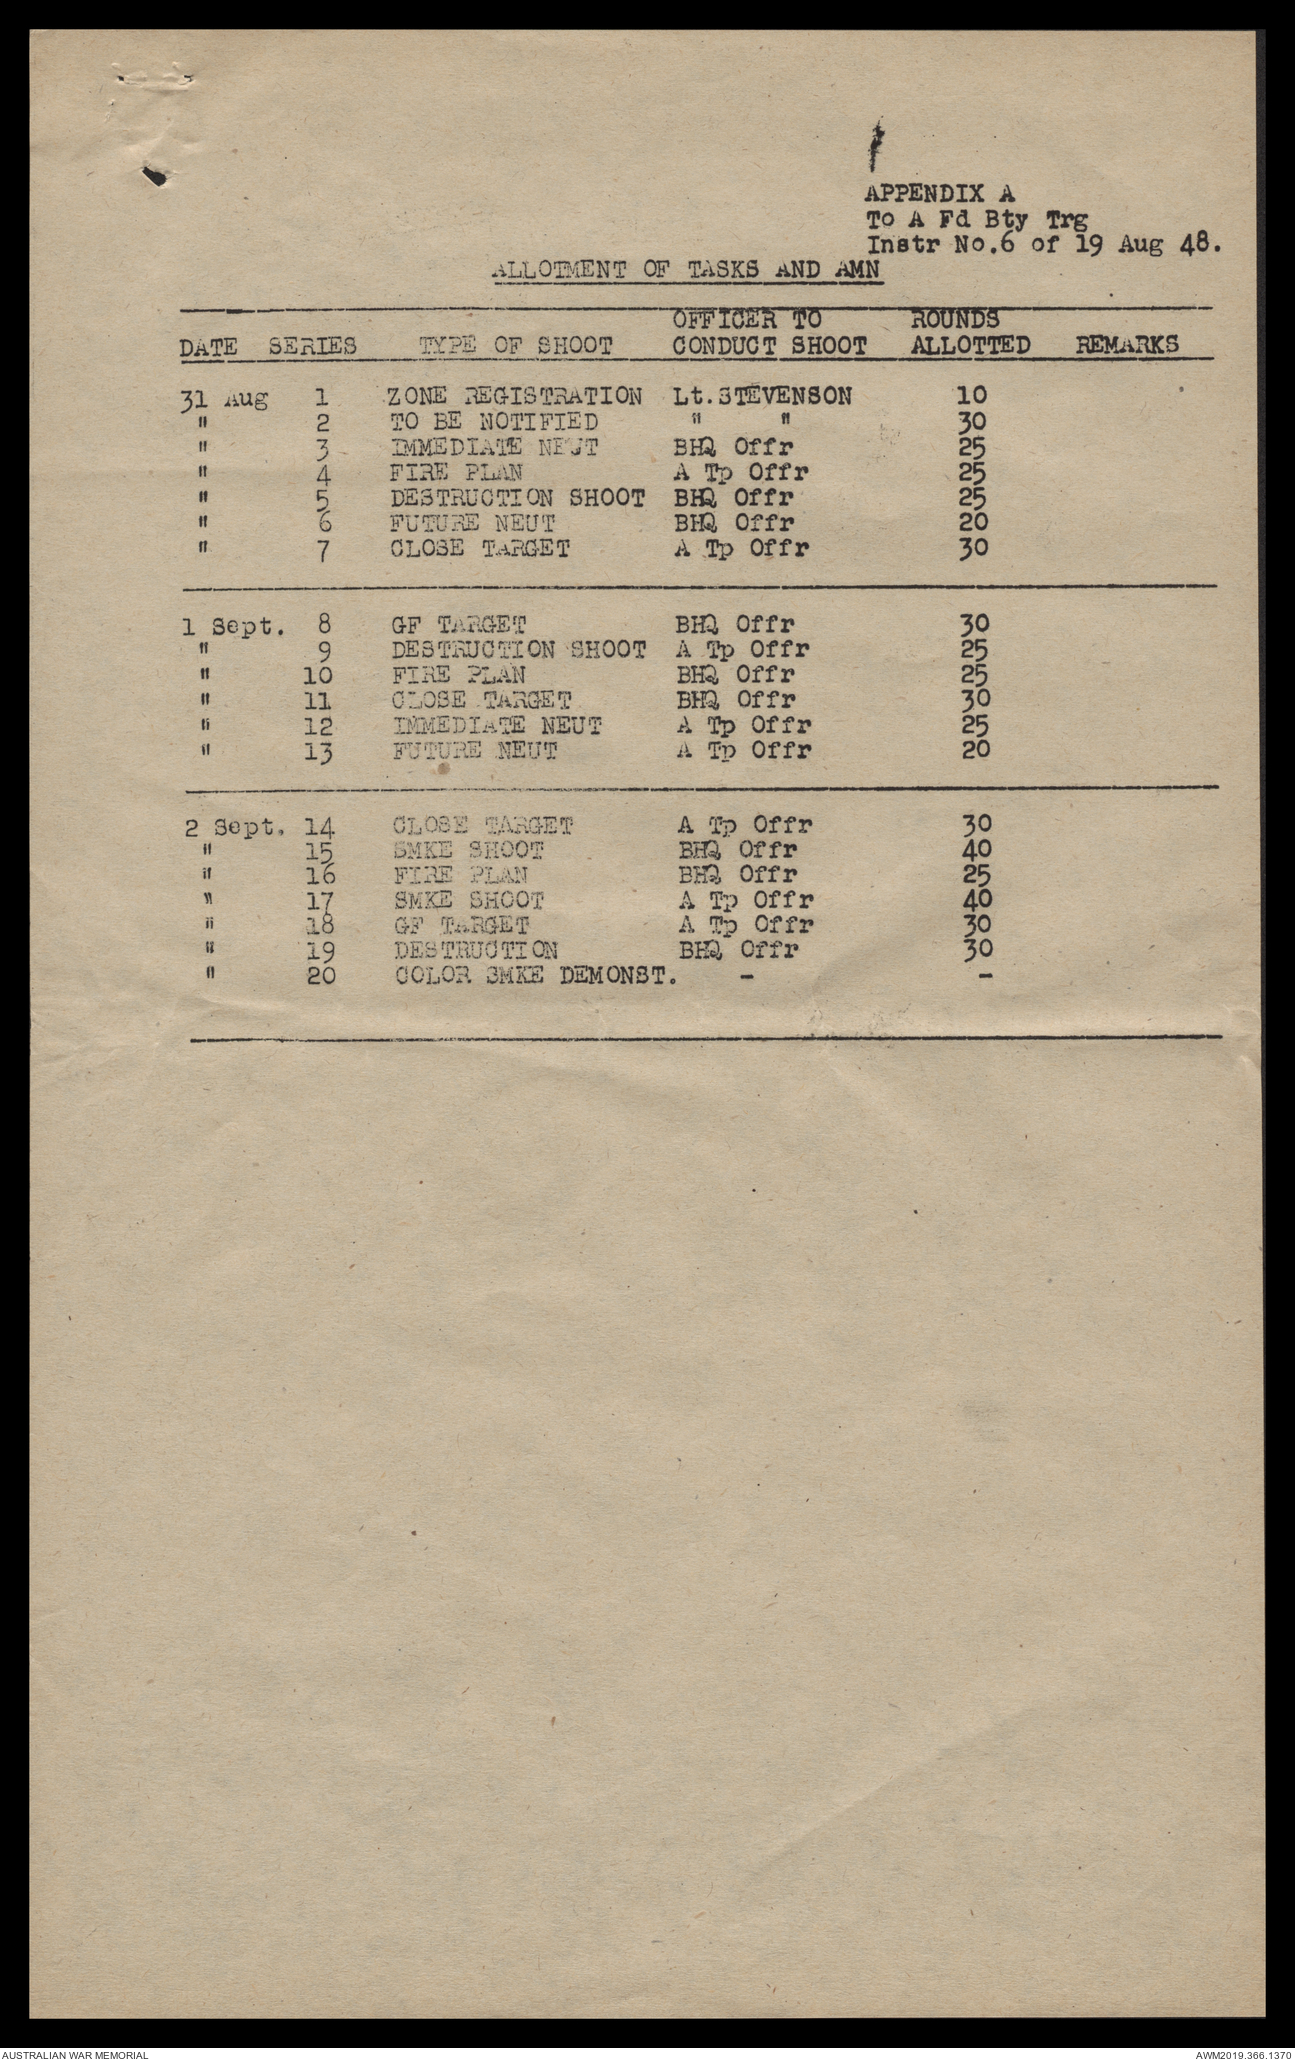 APPENDIX A
To A Fd Bty Trg
Instr No.6 of 19 Aug 48.
ALLOTMENT OF TASKS AND AMN
OFFICER TO ROUNDS
DATE SERIES TYPE OF SHOOT CONDUCT SHOOT ALLOTTED REMARKS
31 Aug 1 ZONE REGISTRATION Lt.STEVENSON 10
" 2 TO BE NOTIFIED " " 30
" 3 IMMEDIATE NEUT BHQ Offr 25
" 4 FIRE PLAN A Tp Offr 25
" 5 DESTRUCTION SHOOT BHQ Offr 25
" 6 FUTURE NEUT BHQ Offr 20
" 7 CLOSE TARGET A Tp Offr 30
1 Sept. 8 GF TARGET BHQ Offr 30
" 9 DESTRUCTION SHOOT A Tp Offr 25
" 10 FIRE PLAN BHQ Offr 25
" 11 CLOSE TARGET BHQ Offr 30
" 12 IMMEDIATE NEUT A Tp Offr 25
" 13 FUTURE NEUT A Tp Offr 20
2 Sept. 14 CLOSE TARGET A Tp Offr 30
" 15 SMKE SHOOT BHQ Offr 40
" 16 FIRE PLAN BHQ Offr 25
" 17 SMKE SHOOT A Tp Offr 40
" 18 GF TARGET A Tp Offr 30
" 19 DESTRUCTION BHQ Offr 30
" 20 COLOR SMKE DEMONST. - -
AUSTRALIAN WAR MEMORIAL AWM2019.366.1370